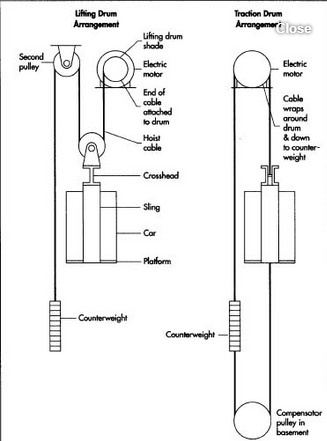 Lifting Drum
Arrangement
Second
pulley
Lifting drum
shade
Electric
motor
End of
cable
attached
to drum
Hoist
cable
Crosshead
Sling
Car
Platform
Counterweight
Traction Drum
Arrangement
Close
Electric
motor
Cable
wraps
around
drum
& down
to counter-
weight
Counterweight
Compensator
pulley in
basement